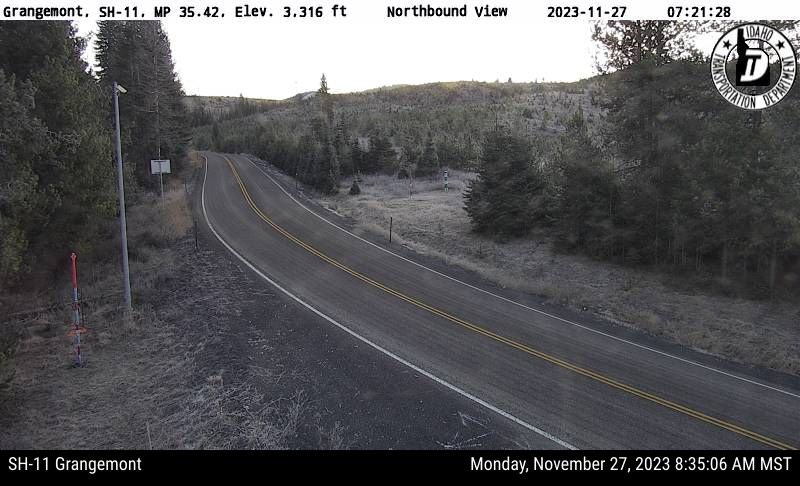 Grangemont, SH-11, MP 35.42, Elev. 3,316 ft Northbound View 2023-11-27 07:21:28
IDAHO
TRANSPORTATION DEPARTMENT
SH-11 Grangemont Monday, November 27, 2023 8:35:06 AM MST